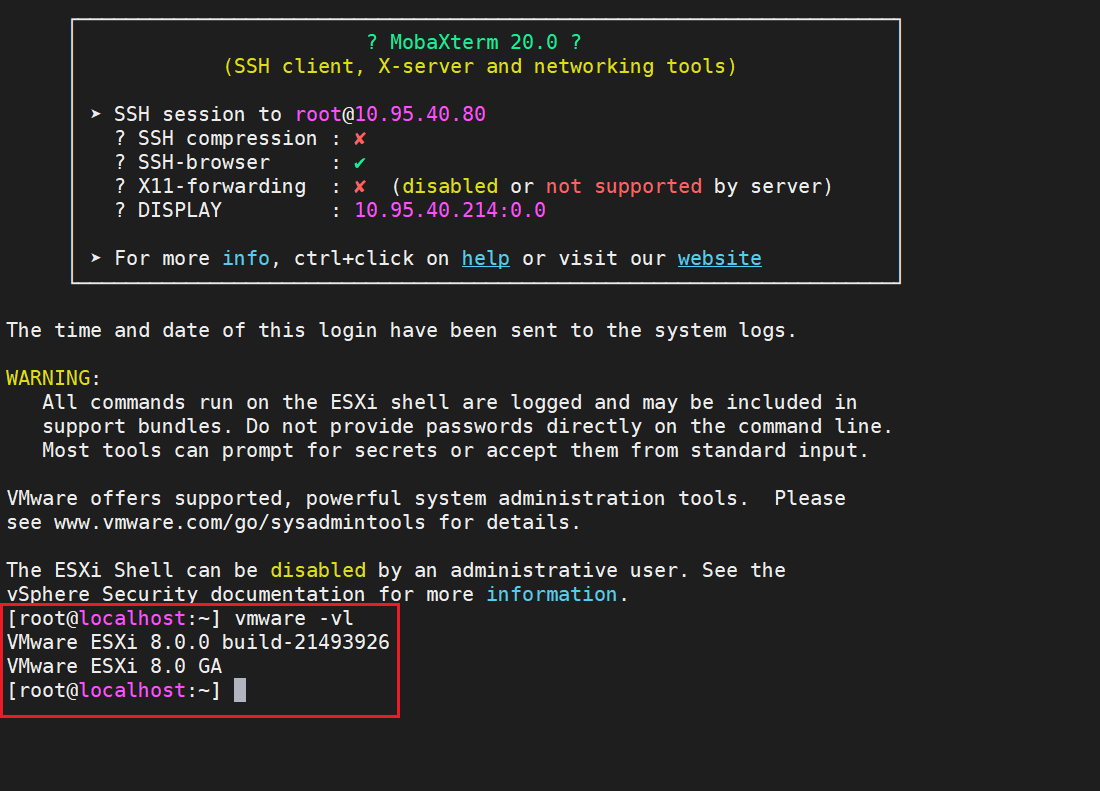 ? MobaXterm 20.0 ?
(SSH client, X-server and networking tools)
➤ SSH session to root@10.95.40.80
? SSH compression : ✘
? SSH-browser     : ✔
? X11-forwarding  : ✘  (disabled or not supported by server)
? DISPLAY         : 10.95.40.214:0.0
➤ For more info, ctrl+click on help or visit our website
The time and date of this login have been sent to the system logs.
WARNING:
All commands run on the ESXi shell are logged and may be included in
support bundles. Do not provide passwords directly on the command line.
Most tools can prompt for secrets or accept them from standard input.
VMware offers supported, powerful system administration tools.  Please
see www.vmware.com/go/sysadmintools for details.
The ESXi Shell can be disabled by an administrative user. See the
vSphere Security documentation for more information.
[root@localhost:~] vmware -vl
VMware ESXi 8.0.0 build-21493926
VMware ESXi 8.0 GA
[root@localhost:~]